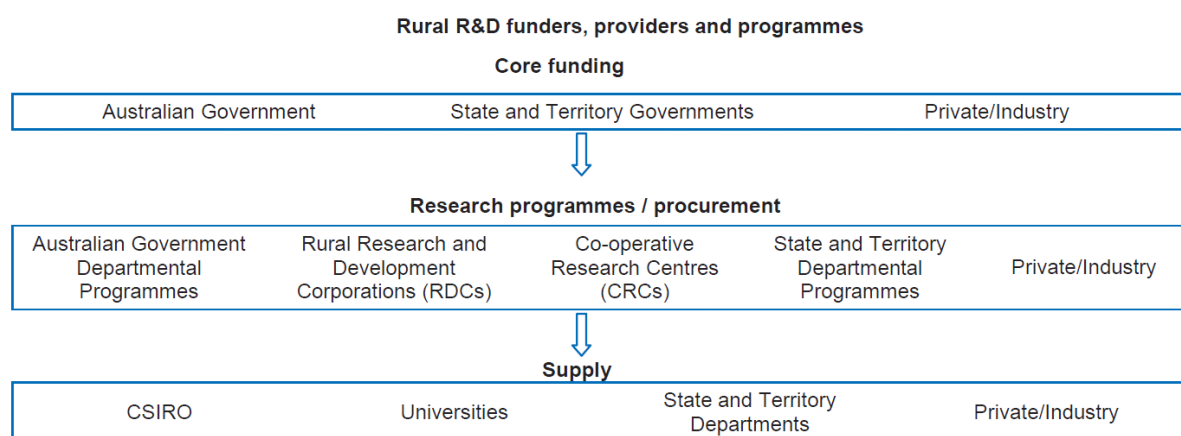 Rural R&D funders, providers and programmes
Core funding
Australian Government
State and Territory Governments
Private/Industry
Research programmes / procurement
Australian Government
Departmental
Programmes
Rural Research and
Development
Corporations (RDCs)
Co-operative
Research Centres
(CRCs)
State and Territory
Departmental
Programmes
Private/Industry
Supply
CSIRO
Universities
State and Territory
Departments
Private/Industry